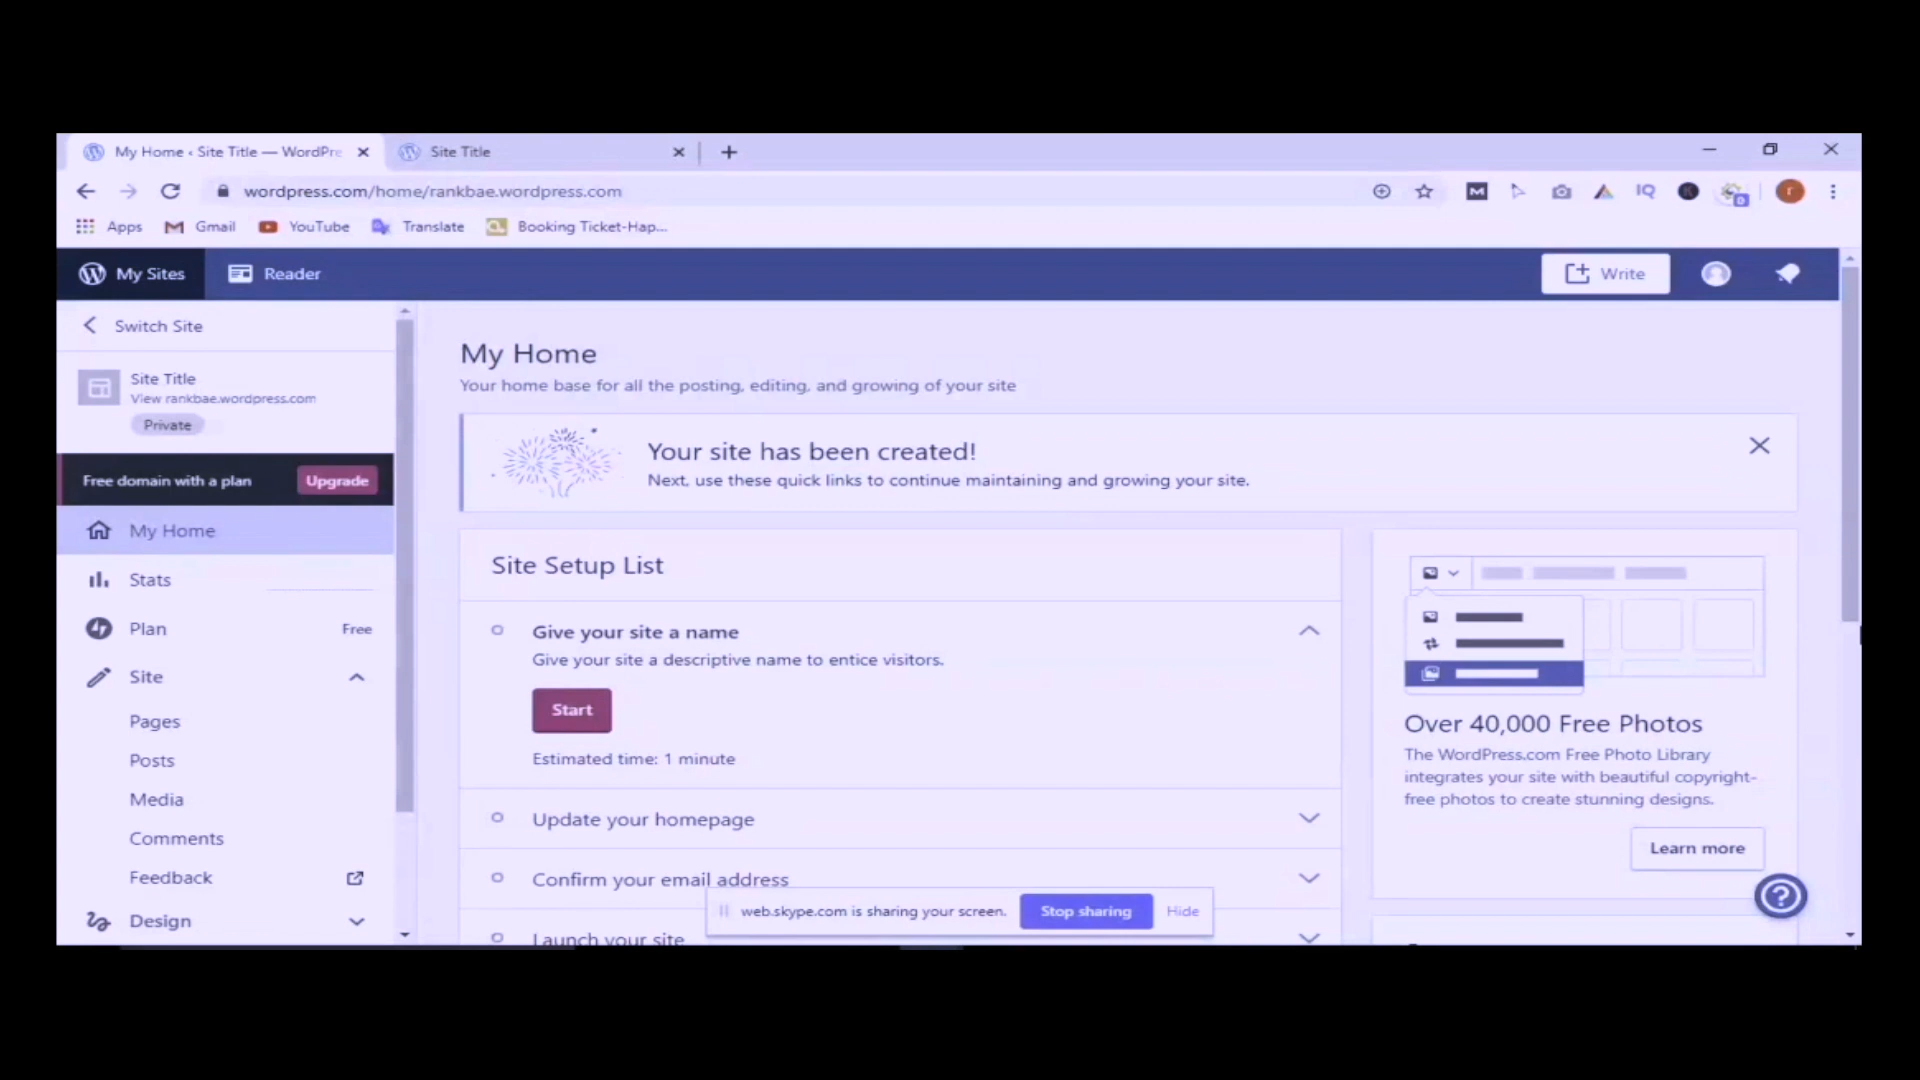 My Home ‹ Site Title — WordPre
Site Title
wordpress.com/home/rankbae.wordpress.com
Apps
Gmail
YouTube
Translate
Booking Ticket-Hap...
My Sites
Reader
Write
Switch Site
Site Title
View rankbae.wordpress.com
Private
Free domain with a plan
Upgrade
My Home
Stats
Plan
Free
Site
Pages
Posts
Media
Comments
Feedback
Design
My Home
Your home base for all the posting, editing, and growing of your site
Your site has been created!
Next, use these quick links to continue maintaining and growing your site.
Site Setup List
Give your site a name
Give your site a descriptive name to entice visitors.
Start
Estimated time: 1 minute
Update your homepage
Confirm your email address
Launch your site
web.skype.com is sharing your screen.
Stop sharing
Hide
Over 40,000 Free Photos
The WordPress.com Free Photo Library
integrates your site with beautiful copyright-
free photos to create stunning designs.
Learn more